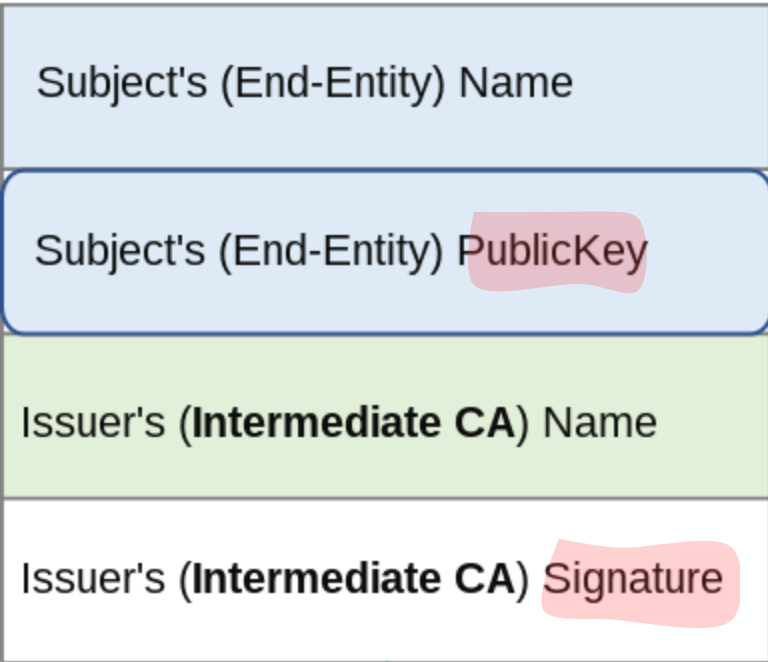 Subject's (End-Entity) Name
Subject's (End-Entity) PublicKey
Issuer's (Intermediate CA) Name
Issuer's (Intermediate CA) Signature